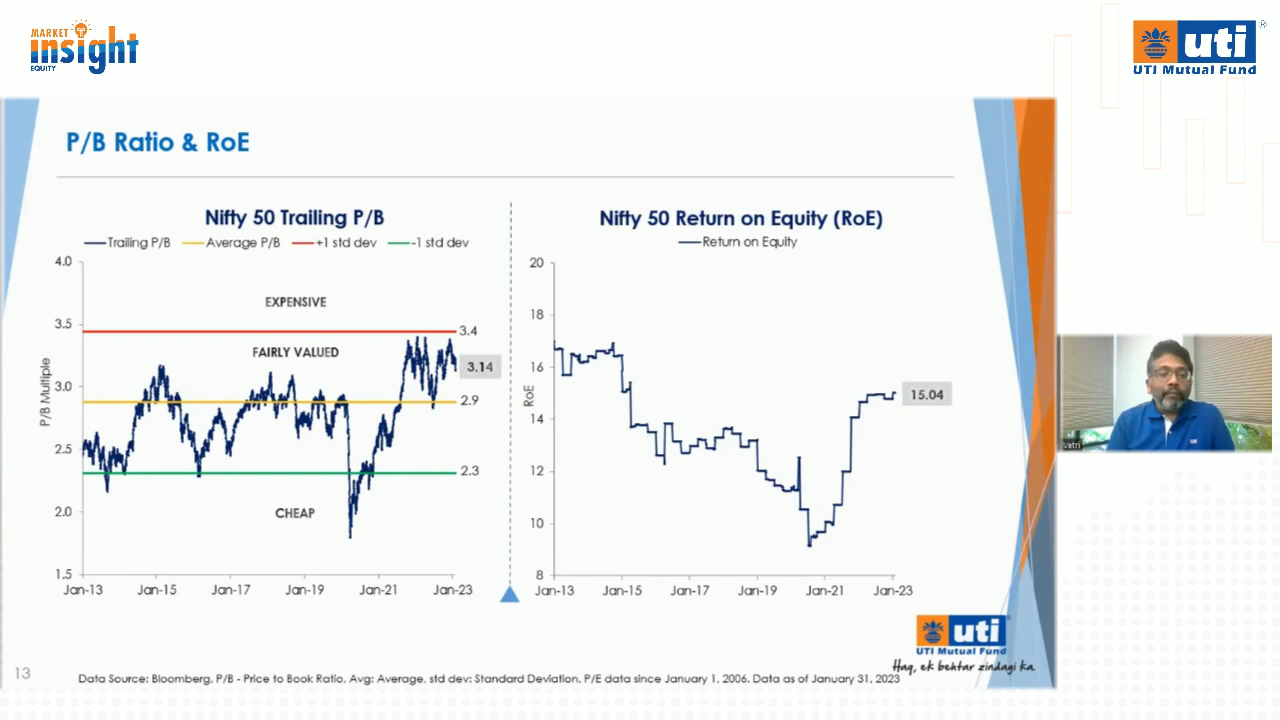 MARKET
insight
EQUITY
uti
®
UTI Mutual Fund
P/B Ratio & RoE
Nifty 50 Trailing P/B
Trailing P/B Average P/B +1 std dev -1 std dev
4.0
3.5
3.0
2.5
2.0
1.5
P/B Multiple
EXPENSIVE
FAIRLY VALUED
CHEAP
3.4
3.14
2.9
2.3
Jan-13 Jan-15 Jan-17 Jan-19 Jan-21 Jan-23
Nifty 50 Return on Equity (RoE)
Return on Equity
20
18
16
14
12
10
8
RoE
15.04
Jan-13 Jan-15 Jan-17 Jan-19 Jan-21 Jan-23
Vetri
uti
UTI Mutual Fund
Haq, ek behtar zindagi ka.
13
Data Source: Bloomberg, P/B - Price to Book Ratio, Avg: Average, std dev: Standard Deviation, P/E data since January 1, 2006. Data as of January 31, 2023